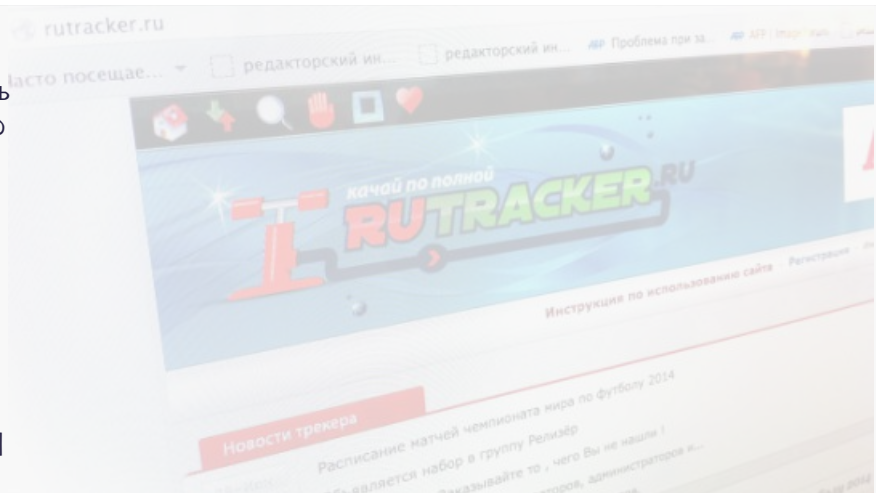 rutracker.ru
Часто посещае...
редакторский ин...
редакторский ин...
Проблема при за...
ь
качай по полной
RUTRACKER.RU
Инструкция по использованию сайта
Регистрация
Новости трекера
Расписание матчей чемпионата мира по футболу 2014
объявляется набор в группу Релизёр
Заказывайте то , чего Вы не нашли !
администраторов и...